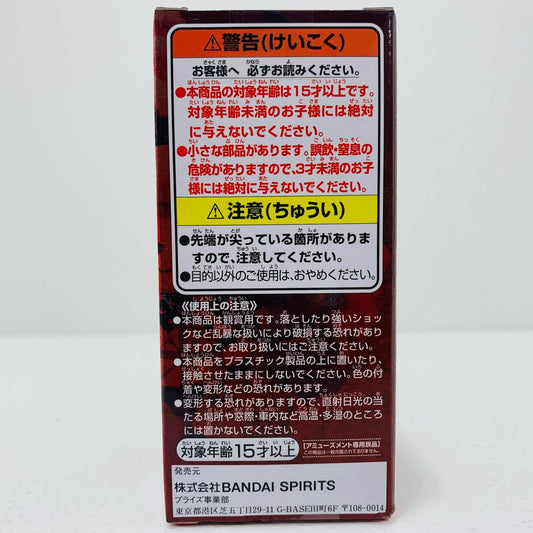 ⚠警告(けいこく)
お客様へ 必ずお読みください。
●本商品の対象年齢は15才以上です。
対象年齢未満のお子様には絶対
に与えないでください。
●小さな部品があります。誤飲・窒息の
危険がありますので、3才未満のお子
様には絶対に与えないでください。
⚠注意(ちゅうい)
●先端が尖っている箇所がありま
すので、注意してください。
●目的以外のご使用は、おやめください。
《使用上の注意》
●本商品は観賞用です。落としたり強いショッ
クなど乱暴な扱いにより破損する恐れがあり
ますので、お取り扱いにはご注意ください。
●本商品をプラスチック製品の上に置いたり、
接触させたままにしないでください。色の付
着や変形などの恐れがあります。
●変形する恐れがありますので、直射日光の当
たる場所や窓際・車内など高温・多湿のところ
には置かないでください。
対象年齢15才以上
【アミューズメント専用景品】
この商品は一般市販されておりません。
発売元
株式会社BANDAI SPIRITS
プライズ事業部
東京都港区芝五丁目29-11 G-BASE田町6F 〒108-0014